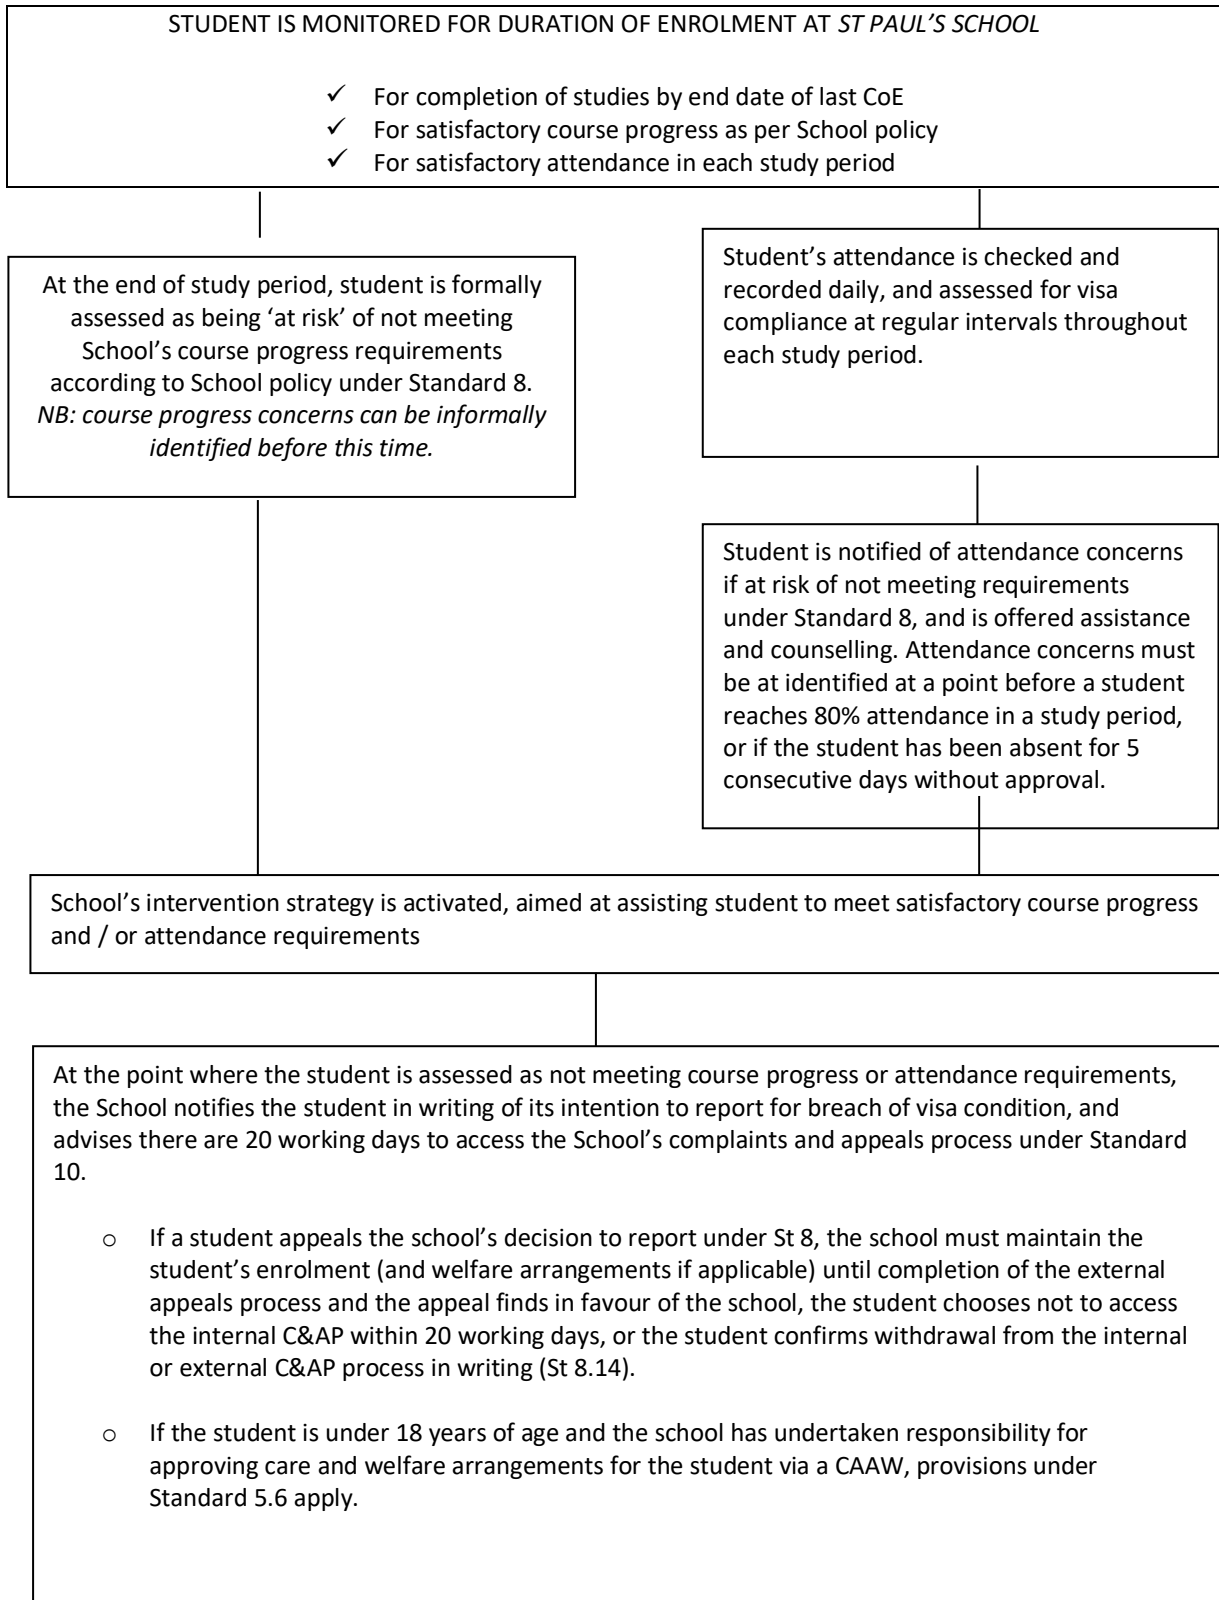 STUDENT IS MONITORED FOR DURATION OF ENROLMENT AT ST PAUL’S SCHOOL
✓ For completion of studies by end date of last CoE
✓ For satisfactory course progress as per School policy
✓ For satisfactory attendance in each study period
At the end of study period, student is formally
assessed as being ‘at risk’ of not meeting
School’s course progress requirements
according to School policy under Standard 8.
NB: course progress concerns can be informally
identified before this time.
Student’s attendance is checked and
recorded daily, and assessed for visa
compliance at regular intervals throughout
each study period.
Student is notified of attendance concerns
if at risk of not meeting requirements
under Standard 8, and is offered assistance
and counselling. Attendance concerns must
be at identified at a point before a student
reaches 80% attendance in a study period,
or if the student has been absent for 5
consecutive days without approval.
School’s intervention strategy is activated, aimed at assisting student to meet satisfactory course progress
and / or attendance requirements
At the point where the student is assessed as not meeting course progress or attendance requirements,
the School notifies the student in writing of its intention to report for breach of visa condition, and
advises there are 20 working days to access the School’s complaints and appeals process under Standard
10.
o If a student appeals the school’s decision to report under St 8, the school must maintain the
student’s enrolment (and welfare arrangements if applicable) until completion of the external
appeals process and the appeal finds in favour of the school, the student chooses not to access
the internal C&AP within 20 working days, or the student confirms withdrawal from the internal
or external C&AP process in writing (St 8.14).
o If the student is under 18 years of age and the school has undertaken responsibility for
approving care and welfare arrangements for the student via a CAAW, provisions under
Standard 5.6 apply.